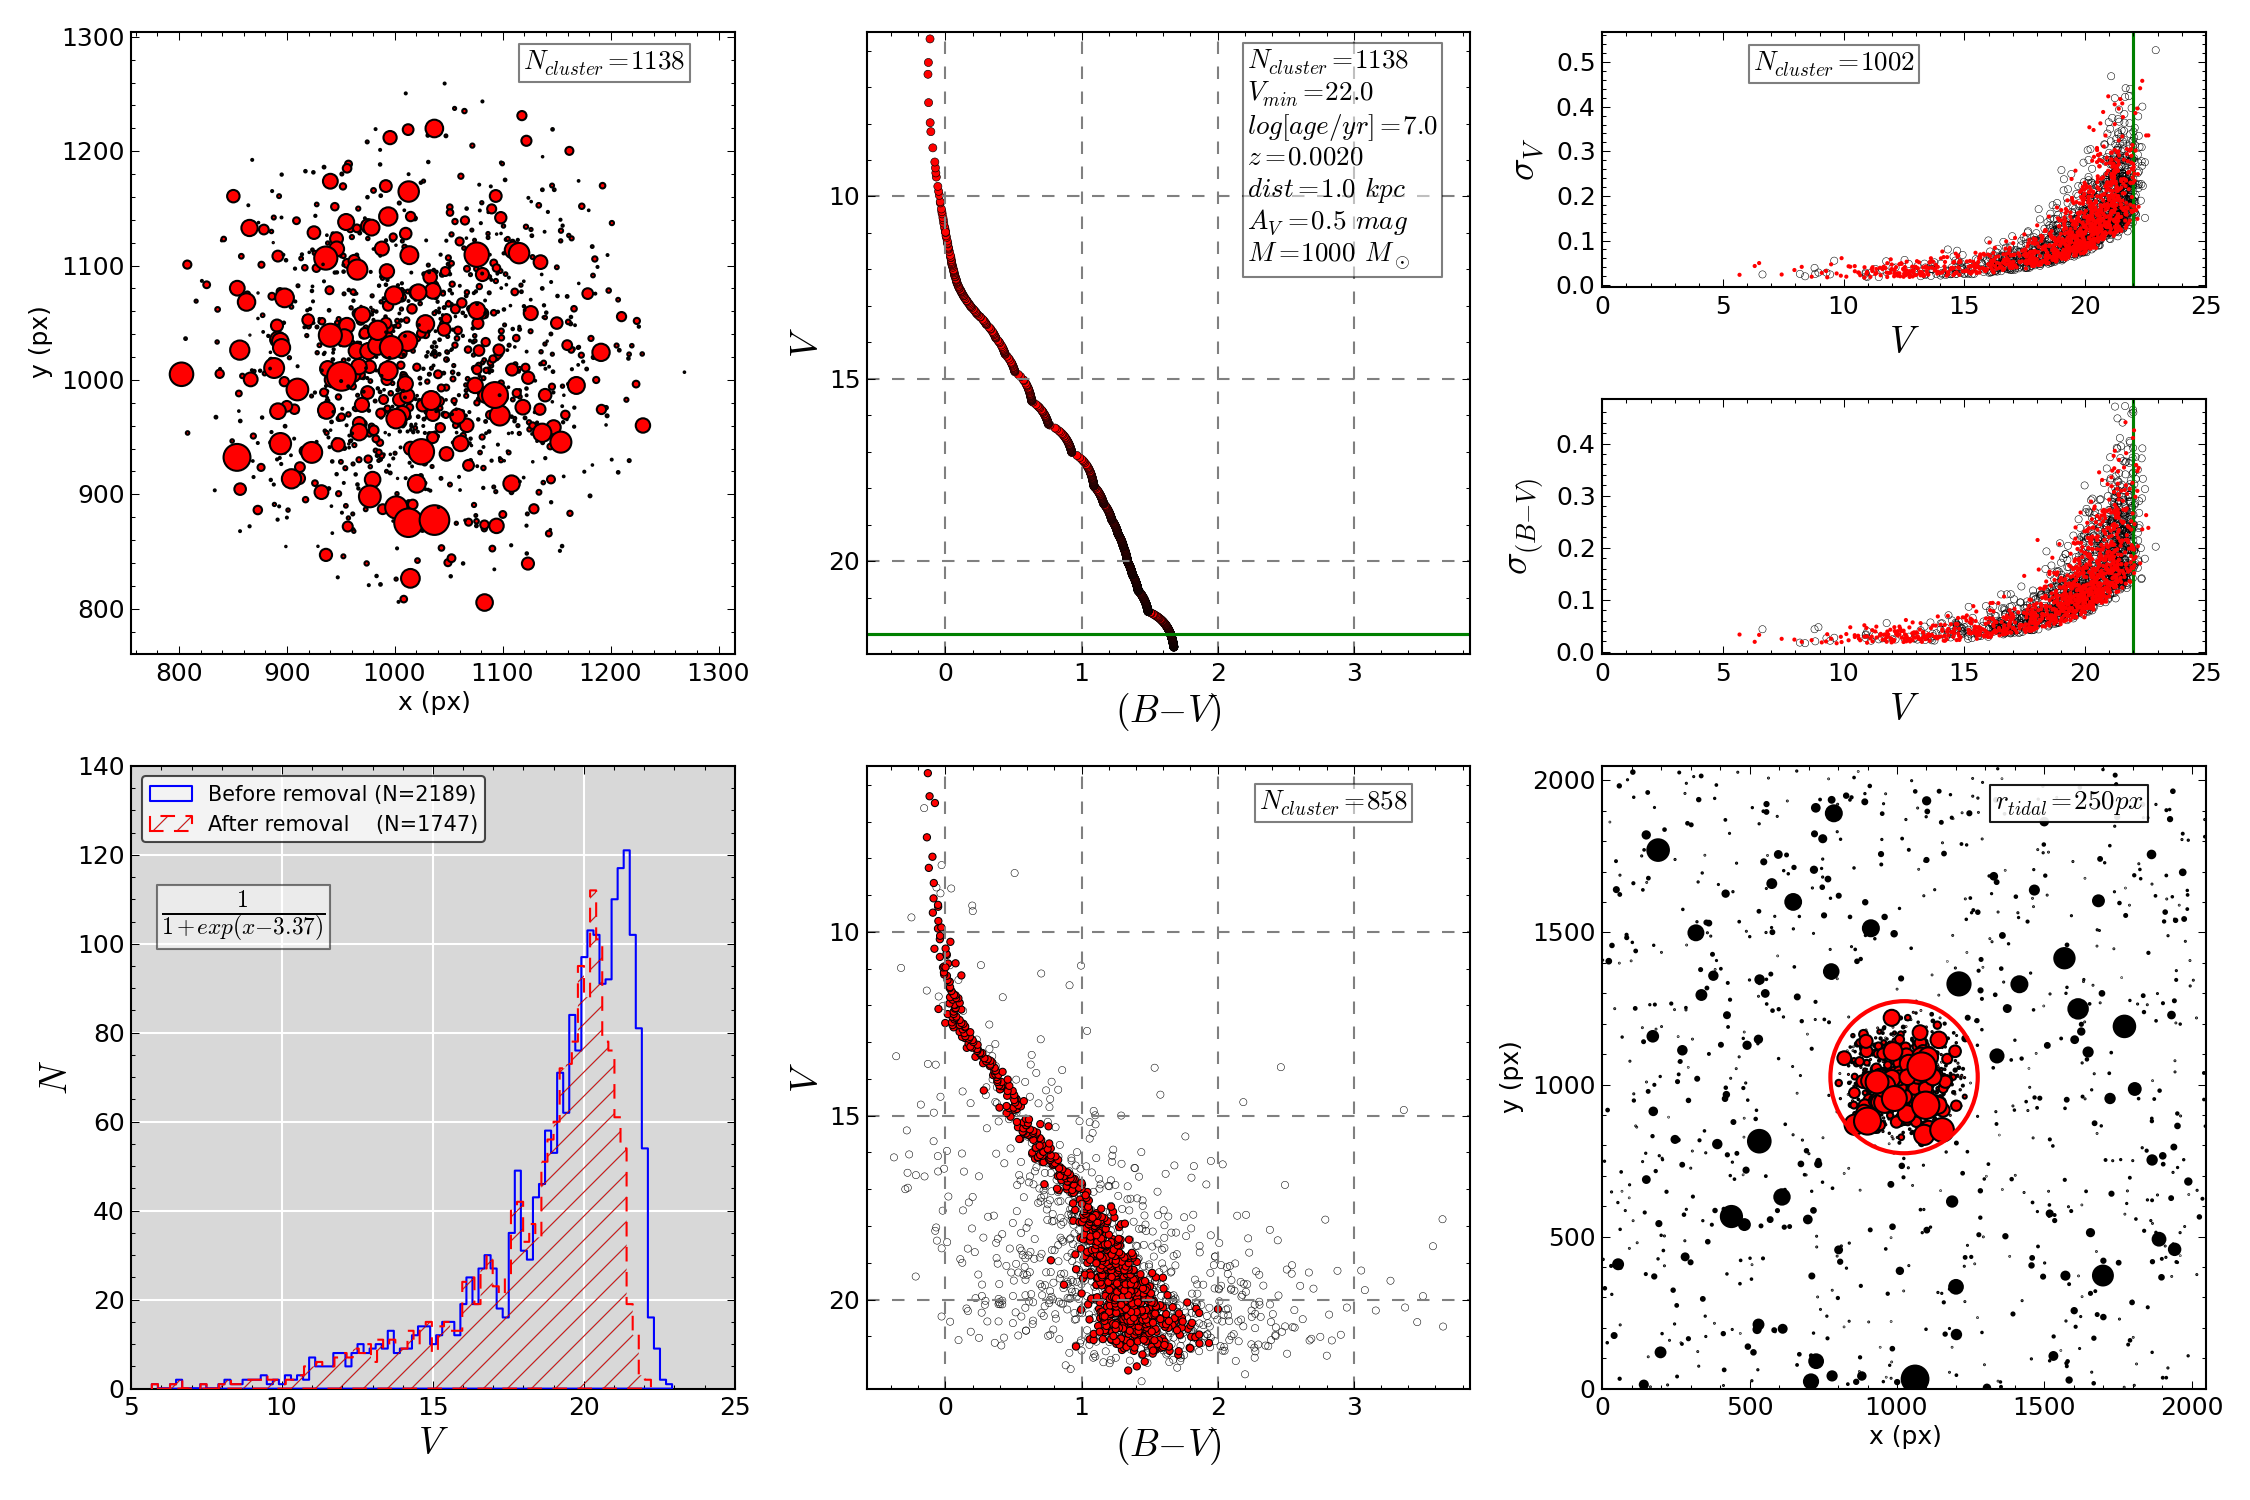 1300
1200
1100
1000
900
800
y (px)
800 900 1000 1100 1200 1300
x (px)
N_cluster=1138
10
15
20
V
0 1 2 3
(B−V)
N_cluster=1138
V_min=22.0
log[age/yr]=7.0
z=0.0020
dist=1.0 kpc
A_V=0.5 mag
M=1000 M_⊙
0.5
0.4
0.3
0.2
0.1
0.0
σ_V
0 5 10 15 20 25
V
N_cluster=1002
0.4
0.3
0.2
0.1
0.0
σ_(B−V)
0 5 10 15 20 25
V
140
120
100
80
60
40
20
0
N
5 10 15 20 25
V
Before removal (N=2189)
After removal (N=1747)
1
1+exp(x−3.37)
10
15
20
V
0 1 2 3
(B−V)
N_cluster=858
2000
1500
1000
500
0
y (px)
0 500 1000 1500 2000
x (px)
r_tidal=250px